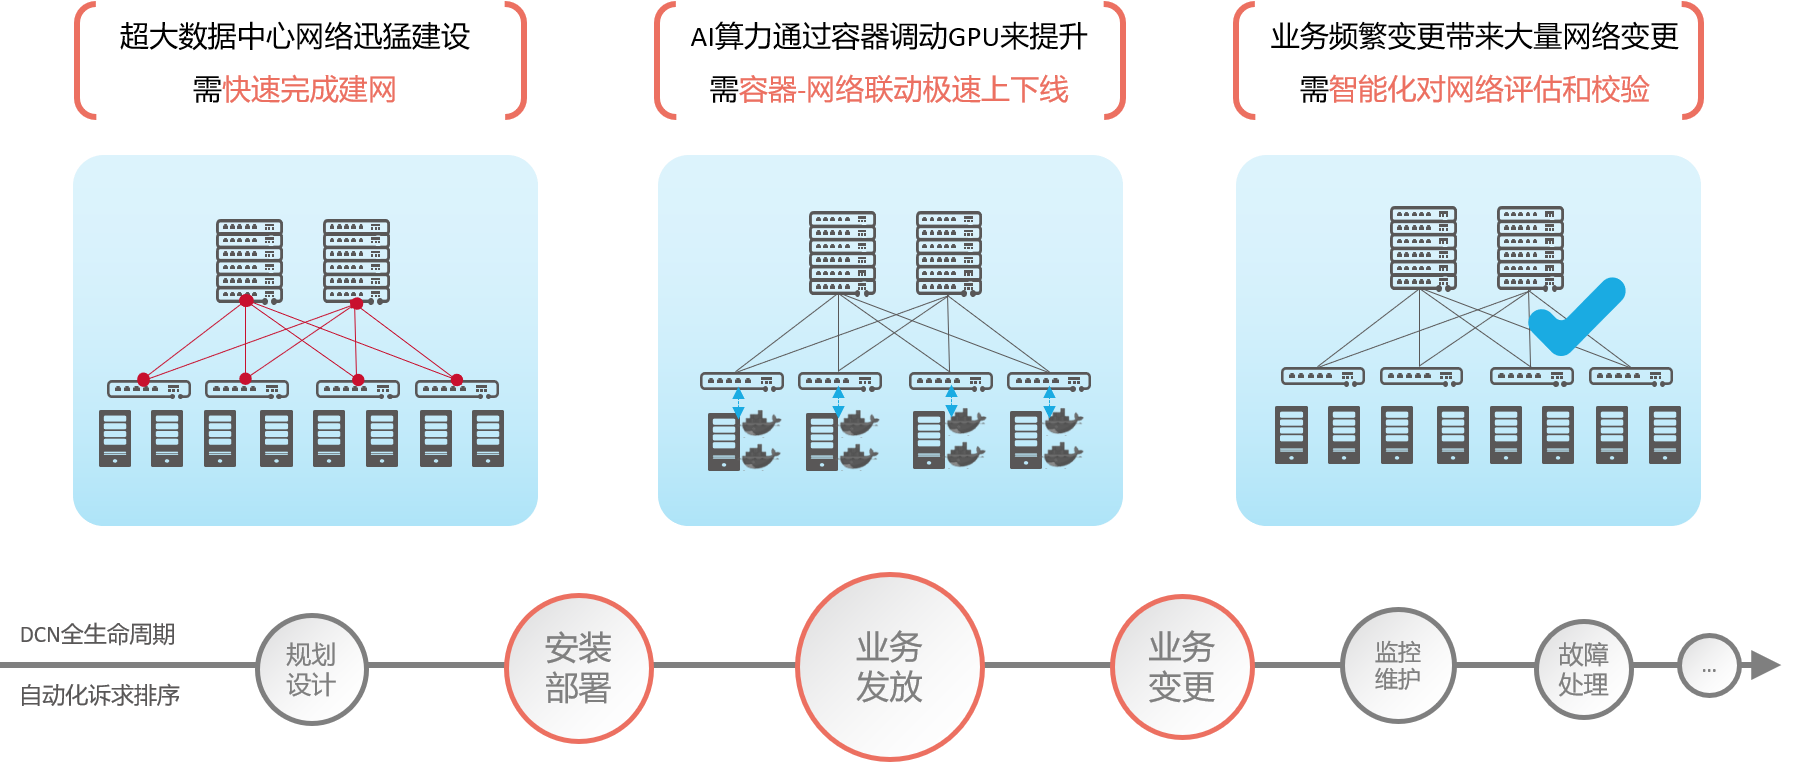 超大数据中心网络迅猛建设
需快速完成建网
AI算力通过容器调动GPU来提升
需容器-网络联动极速上下线
业务频繁变更带来大量网络变更
需智能化对网络评估和校验
DCN全生命周期
自动化诉求排序
规划
设计
安装
部署
业务
发放
业务
变更
监控
维护
故障
处理
...